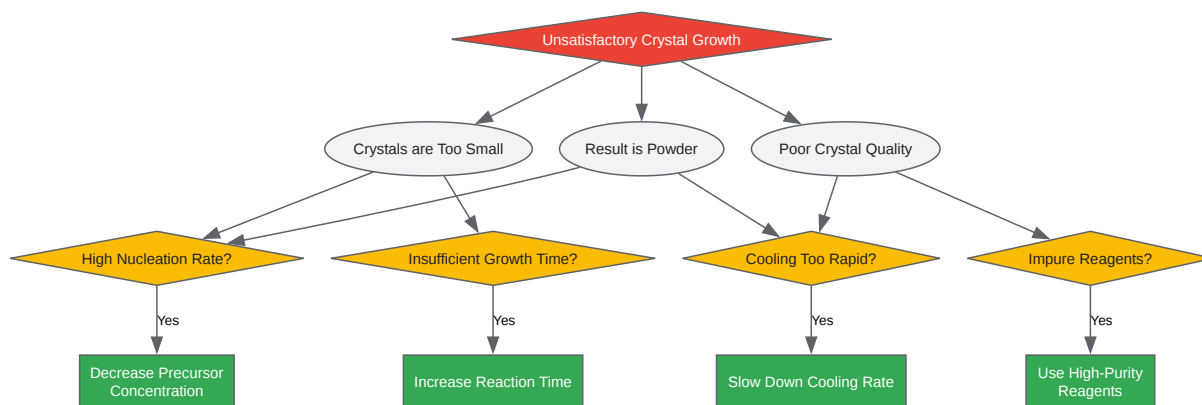 Unsatisfactory Crystal Growth
Crystals are Too Small
Result is Powder
Poor Crystal Quality
High Nucleation Rate?
Insufficient Growth Time?
Cooling Too Rapid?
Impure Reagents?
Yes
Yes
Yes
Yes
Decrease Precursor
Concentration
Increase Reaction Time
Slow Down Cooling Rate
Use High-Purity
Reagents